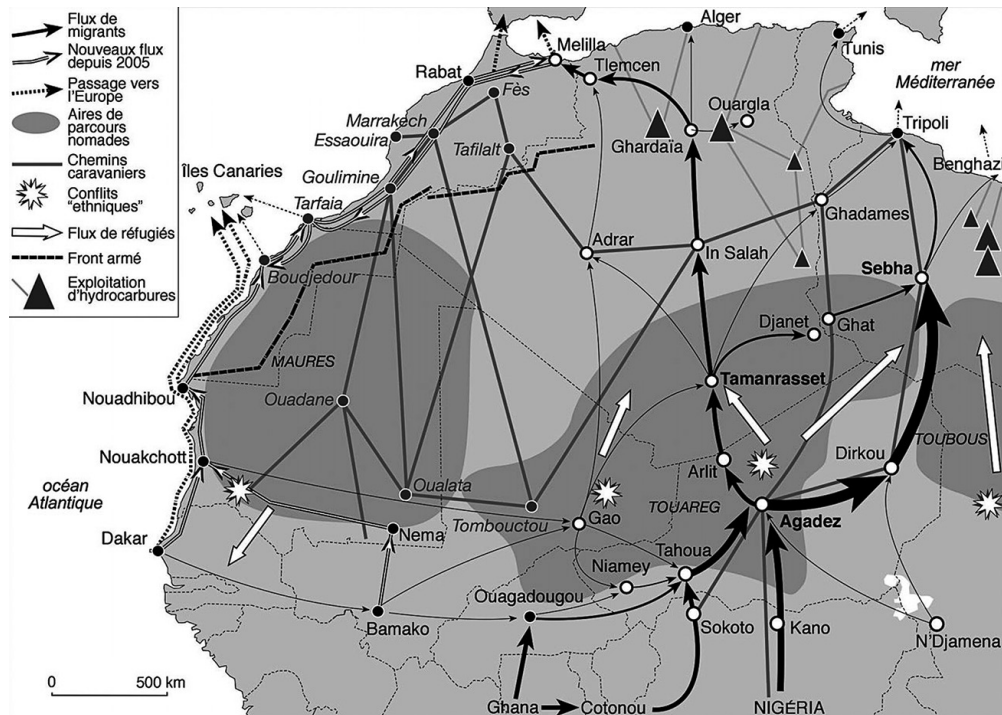 Flux de
migrants
Nouveaux flux
depuis 2005
Passage vers
l'Europe
Aires de
parcours
nomades
Chemins
caravaniers
Conflits
"ethniques"
Flux de réfugiés
Front armé
Exploitation
d'hydrocarbures
Alger
Melilla
Tunis
Tlemcen
mer
Méditerranée
Rabat
Fès
Ouargla
Marrakech
Essaouira
Ghardaïa
Tripoli
Tafilalt
Benghazi
îles Canaries
Goulimine
Tarfaia
Ghadames
Adrar
In Salah
Boudjedour
Sebha
Djanet
Ghat
MAURES
Tamanrasset
Nouadhibou
Ouadane
TOUBOUS
Nouakchott
Arlit
Dirkou
océan
Atlantique
Oualata
TOUAREG
Tombouctou
Gao
Agadez
Dakar
Nema
Tahoua
Niamey
Ouagadougou
Bamako
Sokoto
Kano
N'Djamena
0
500 km
Ghana
Cotonou
NIGÉRIA